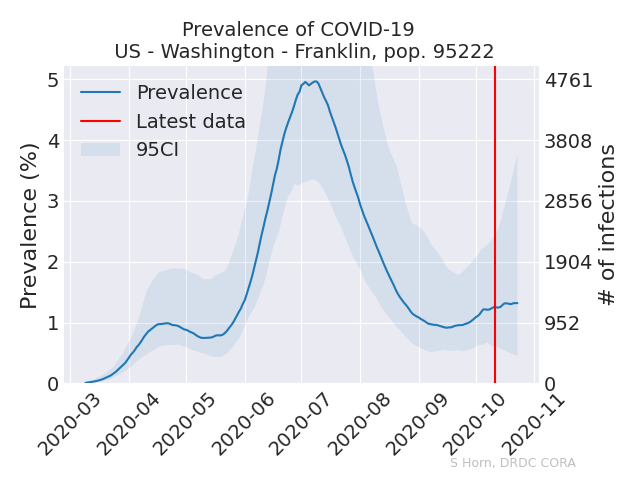 Prevalence of COVID-19
US - Washington - Franklin, pop. 95222
Prevalence
Latest data
95CI
Prevalence (%)
5
4
3
2
1
0
4761
3808
2856
1904
952
0
# of infections
2020-03
2020-04
2020-05
2020-06
2020-07
2020-08
2020-09
2020-10
2020-11
S Horn, DRDC CORA